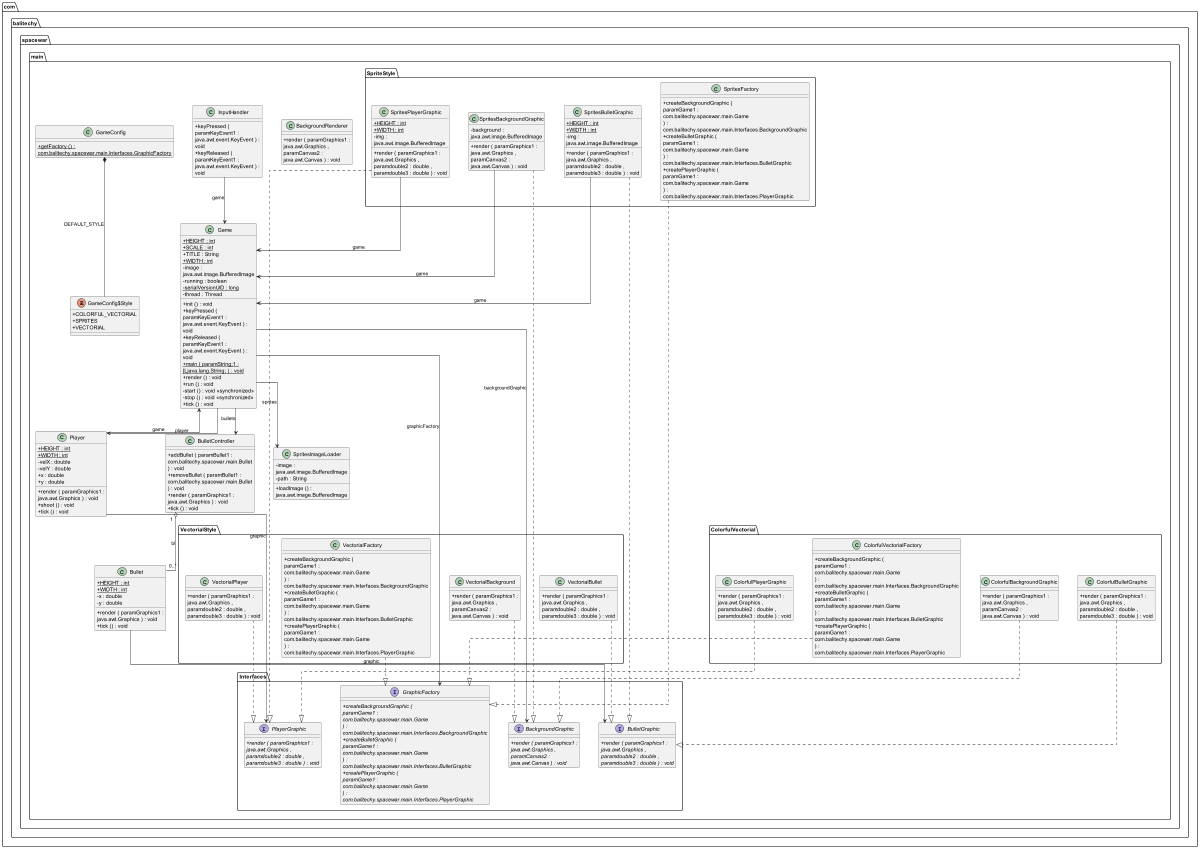 com
balitechy
spacewar
main
SpriteStyle
SpritesPlayerGraphic
+HEIGHT : int
+WIDTH : int
-img :
java.awt.image.BufferedImage
+render ( paramGraphics1 :
java.awt.Graphics ,
paramdouble2 : double ,
paramdouble3 : double ) : void
SpritesBackgroundGraphic
-background :
java.awt.image.BufferedImage
+render ( paramGraphics1 :
java.awt.Graphics ,
paramCanvas2 :
java.awt.Canvas ) : void
SpritesBulletGraphic
+HEIGHT : int
+WIDTH : int
-img :
java.awt.image.BufferedImage
+render ( paramGraphics1 :
java.awt.Graphics ,
paramdouble2 : double ,
paramdouble3 : double ) : void
SpritesFactory
+createBackgroundGraphic (
paramGame1 :
com.balitechy.spacewar.main.Game
) :
com.balitechy.spacewar.main.Interfaces.BackgroundGraphic
+createBulletGraphic (
paramGame1 :
com.balitechy.spacewar.main.Game
) :
com.balitechy.spacewar.main.Interfaces.BulletGraphic
+createPlayerGraphic (
paramGame1 :
com.balitechy.spacewar.main.Game
) :
com.balitechy.spacewar.main.Interfaces.PlayerGraphic
GameConfig
+getFactory () :
com.balitechy.spacewar.main.Interfaces.GraphicFactory
InputHandler
+keyPressed (
paramKeyEvent1 :
java.awt.event.KeyEvent ) :
void
+keyReleased (
paramKeyEvent1 :
java.awt.event.KeyEvent ) :
void
BackgroundRenderer
+render ( paramGraphics1 :
java.awt.Graphics ,
paramCanvas2 :
java.awt.Canvas ) : void
game
DEFAULT_STYLE
Game
+HEIGHT : int
+SCALE : int
+TITLE : String
+WIDTH : int
-image :
java.awt.image.BufferedImage
-running : boolean
-serialVersionUID : long
-thread : Thread
+init () : void
+keyPressed (
paramKeyEvent1 :
java.awt.event.KeyEvent ) :
void
+keyReleased (
paramKeyEvent1 :
java.awt.event.KeyEvent ) :
void
+main ( paramString;1 :
[Ljava.lang.String; ) : void
+render () : void
+run () : void
-start () : void «synchronized»
-stop () : void «synchronized»
+tick () : void
game
game
game
GameConfig$Style
+COLORFUL_VECTORIAL
+SPRITES
+VECTORIAL
backgroundGraphic
sprites
bullets
graphicFactory
game
player
Player
+HEIGHT : int
+WIDTH : int
-velX : double
-velY : double
+x : double
+y : double
+render ( paramGraphics1 :
java.awt.Graphics ) : void
+shoot () : void
+tick () : void
BulletController
+addBullet ( paramBullet1 :
com.balitechy.spacewar.main.Bullet
) : void
+removeBullet ( paramBullet1 :
com.balitechy.spacewar.main.Bullet
) : void
+render ( paramGraphics1 :
java.awt.Graphics ) : void
+tick () : void
SpritesImageLoader
-image :
java.awt.image.BufferedImage
-path : String
+loadImage () :
java.awt.image.BufferedImage
1
graphic
Bullet
+HEIGHT : int
+WIDTH : int
-x : double
-y : double
+render ( paramGraphics1 :
java.awt.Graphics ) : void
+tick () : void
VectorialStyle
VectorialPlayer
+render ( paramGraphics1 :
java.awt.Graphics ,
paramdouble2 : double ,
paramdouble3 : double ) : void
VectorialFactory
+createBackgroundGraphic (
paramGame1 :
com.balitechy.spacewar.main.Game
) :
com.balitechy.spacewar.main.Interfaces.BackgroundGraphic
+createBulletGraphic (
paramGame1 :
com.balitechy.spacewar.main.Game
) :
com.balitechy.spacewar.main.Interfaces.BulletGraphic
+createPlayerGraphic (
paramGame1 :
com.balitechy.spacewar.main.Game
) :
com.balitechy.spacewar.main.Interfaces.PlayerGraphic
VectorialBackground
+render ( paramGraphics1 :
java.awt.Graphics ,
paramCanvas2 :
java.awt.Canvas ) : void
VectorialBullet
+render ( paramGraphics1 :
java.awt.Graphics ,
paramdouble2 : double ,
paramdouble3 : double ) : void
ColorfulVectorial
ColorfulPlayerGraphic
+render ( paramGraphics1 :
java.awt.Graphics ,
paramdouble2 : double ,
paramdouble3 : double ) : void
ColorfulVectorialFactory
+createBackgroundGraphic (
paramGame1 :
com.balitechy.spacewar.main.Game
) :
com.balitechy.spacewar.main.Interfaces.BackgroundGraphic
+createBulletGraphic (
paramGame1 :
com.balitechy.spacewar.main.Game
) :
com.balitechy.spacewar.main.Interfaces.BulletGraphic
+createPlayerGraphic (
paramGame1 :
com.balitechy.spacewar.main.Game
) :
com.balitechy.spacewar.main.Interfaces.PlayerGraphic
ColorfulBackgroundGraphic
+render ( paramGraphics1 :
java.awt.Graphics ,
paramCanvas2 :
java.awt.Canvas ) : void
ColorfulBulletGraphic
+render ( paramGraphics1 :
java.awt.Graphics ,
paramdouble2 : double ,
paramdouble3 : double ) : void
graphic
Interfaces
PlayerGraphic
+render ( paramGraphics1 :
java.awt.Graphics ,
paramdouble2 : double ,
paramdouble3 : double ) : void
GraphicFactory
+createBackgroundGraphic (
paramGame1 :
com.balitechy.spacewar.main.Game
) :
com.balitechy.spacewar.main.Interfaces.BackgroundGraphic
+createBulletGraphic (
paramGame1 :
com.balitechy.spacewar.main.Game
) :
com.balitechy.spacewar.main.Interfaces.BulletGraphic
+createPlayerGraphic (
paramGame1 :
com.balitechy.spacewar.main.Game
) :
com.balitechy.spacewar.main.Interfaces.PlayerGraphic
BackgroundGraphic
+render ( paramGraphics1 :
java.awt.Graphics ,
paramCanvas2 :
java.awt.Canvas ) : void
BulletGraphic
+render ( paramGraphics1 :
java.awt.Graphics ,
paramdouble2 : double ,
paramdouble3 : double ) : void